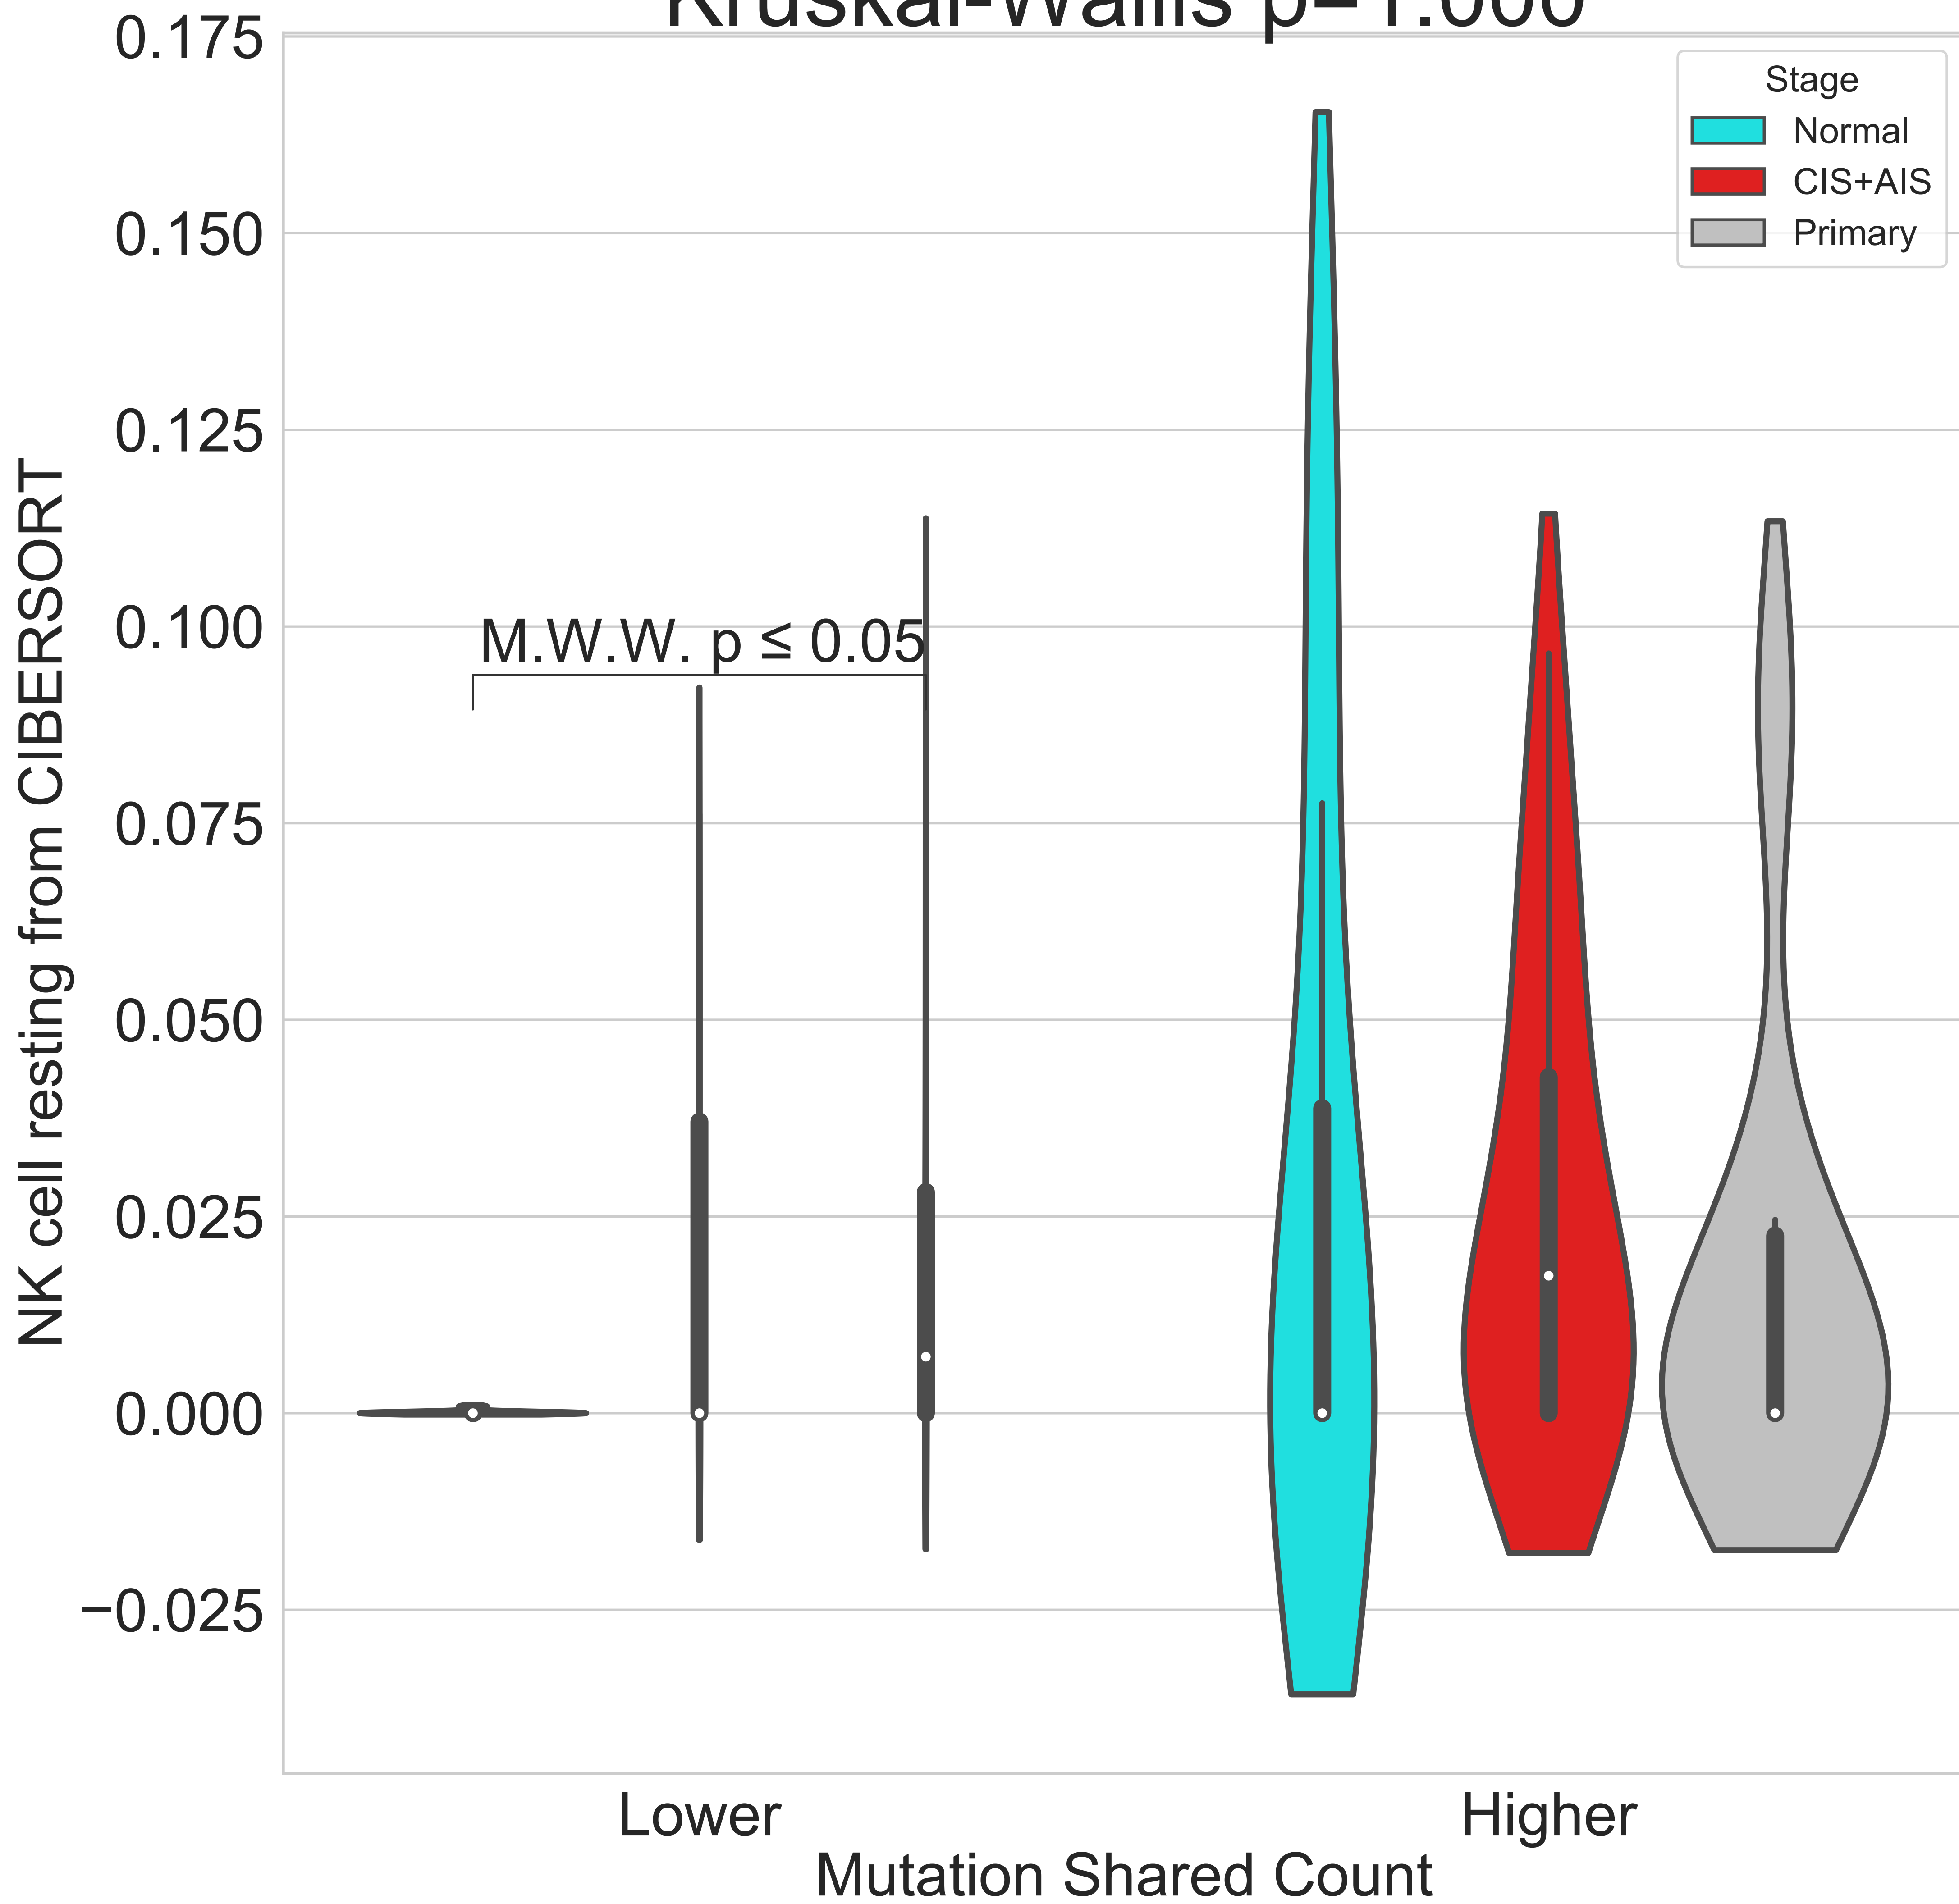 Kruskal-Wallis p=1.000
0.175
0.150
0.125
0.100
0.075
0.050
0.025
0.000
−0.025
NK cell resting from CIBERSORT
Stage
Normal
CIS+AIS
Primary
M.W.W. p ≤ 0.05
Lower
Higher
Mutation Shared Count